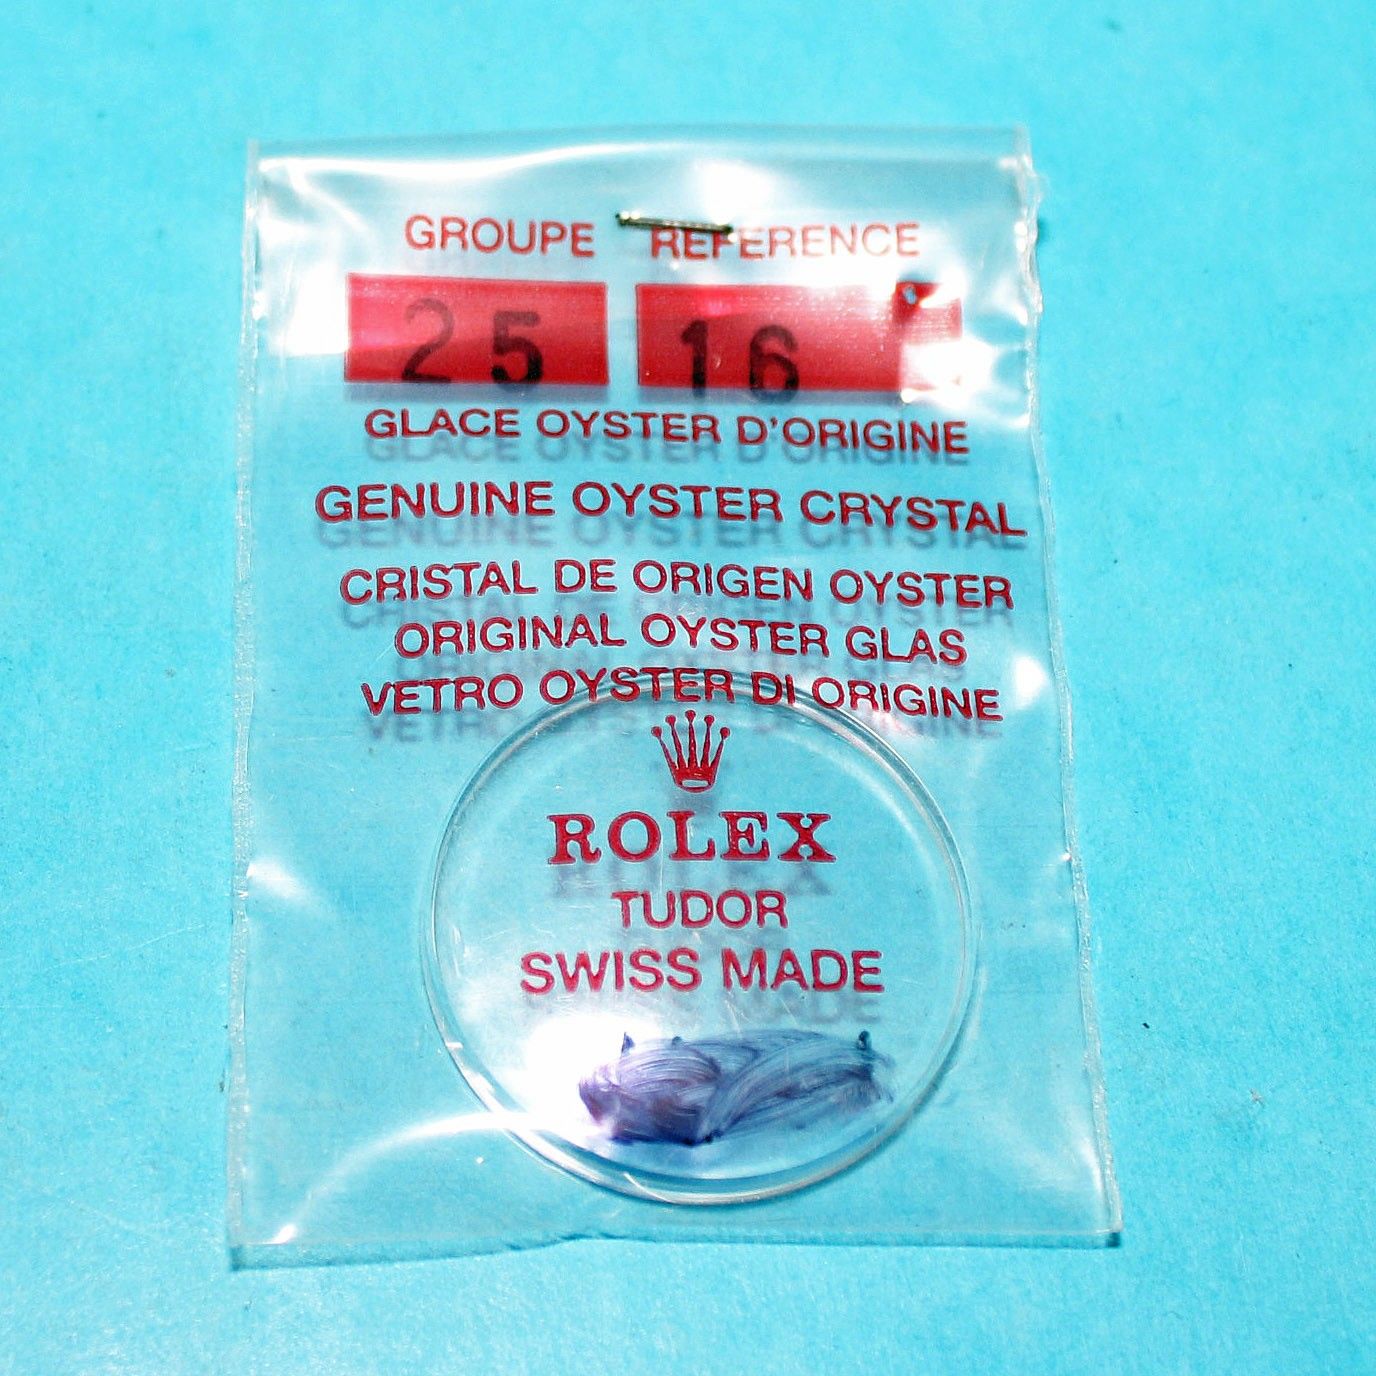 GROUPE REFERENCE
25 16
GLACE OYSTER D'ORIGINE
GENUINE OYSTER CRYSTAL
CRISTAL DE ORIGEN OYSTER
ORIGINAL OYSTER GLAS
VETRO OYSTER DI ORIGINE
ROLEX
TUDOR
SWISS MADE